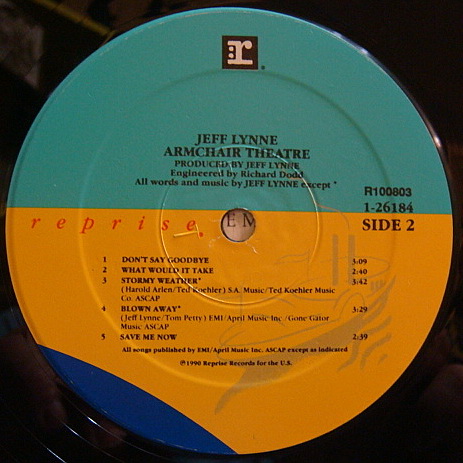 r
JEFF LYNNE
ARMCHAIR THEATRE
PRODUCED BY JEFF LYNNE
Engineered by Richard Dodd
All words and music by JEFF LYNNE except *
R100803
1-26184
reprise EM SIDE 2
1 DON'T SAY GOODBYE 3:09
2 WHAT WOULD IT TAKE 2:40
3 STORMY WEATHER* 3:42
(Harold Arlen/Ted Koehler) S.A. Music/Ted Koehler Music
Co. ASCAP
4 BLOWN AWAY* 3:29
(Jeff Lynne/Tom Petty) EMI/April Music Inc./Gone Gator
Music ASCAP
5 SAVE ME NOW 2:39
All songs published by EMI/April Music Inc. ASCAP except as indicated
℗1990 Reprise Records for the U.S.